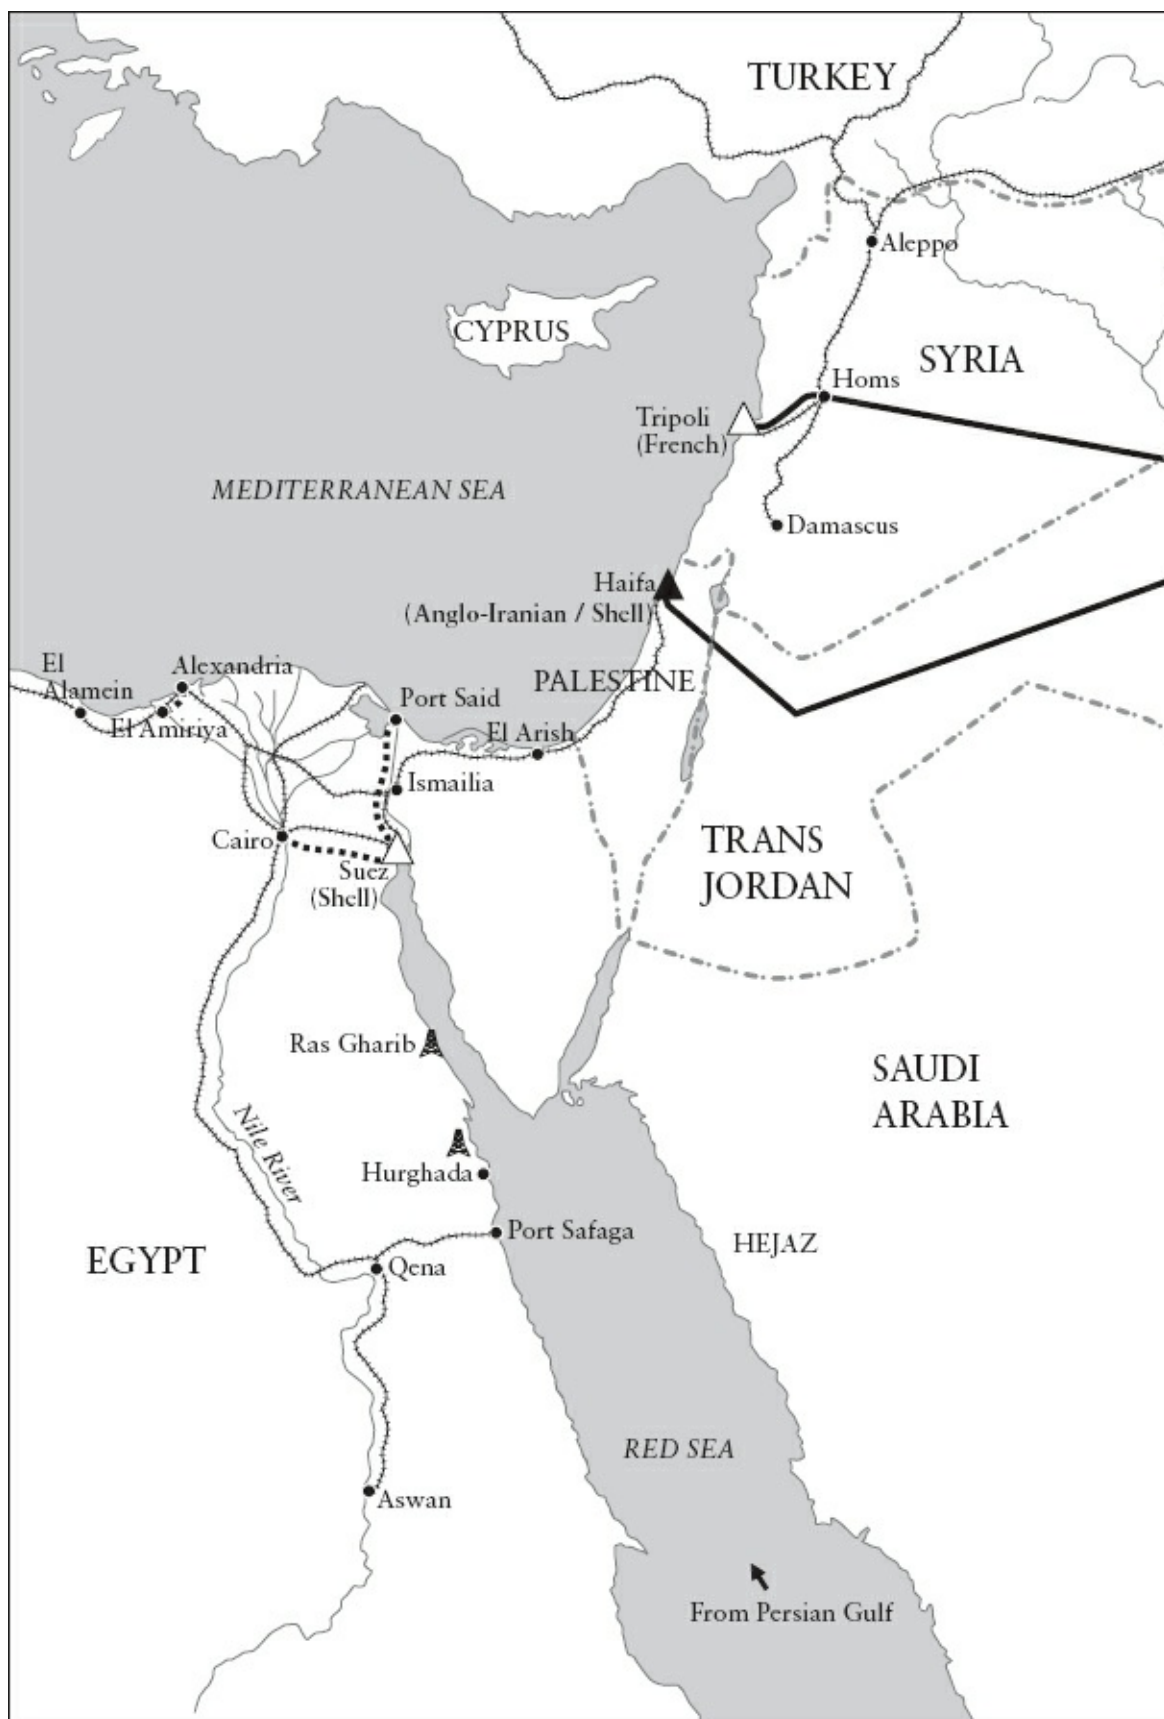 TURKEY
Aleppo
CYPRUS
SYRIA
Homs
Tripoli
(French)
MEDITERRANEAN SEA
Damascus
Haifa
(Anglo-Iranian / Shell)
El
Alamein
Alexandria
PALESTINE
Port Said
El Amiriya
El Arish
Ismailia
Cairo
TRANS
JORDAN
Suez
(Shell)
Ras Gharib
SAUDI
ARABIA
Nile River
Hurghada
Port Safaga
HEJAZ
EGYPT
Qena
RED SEA
Aswan
From Persian Gulf